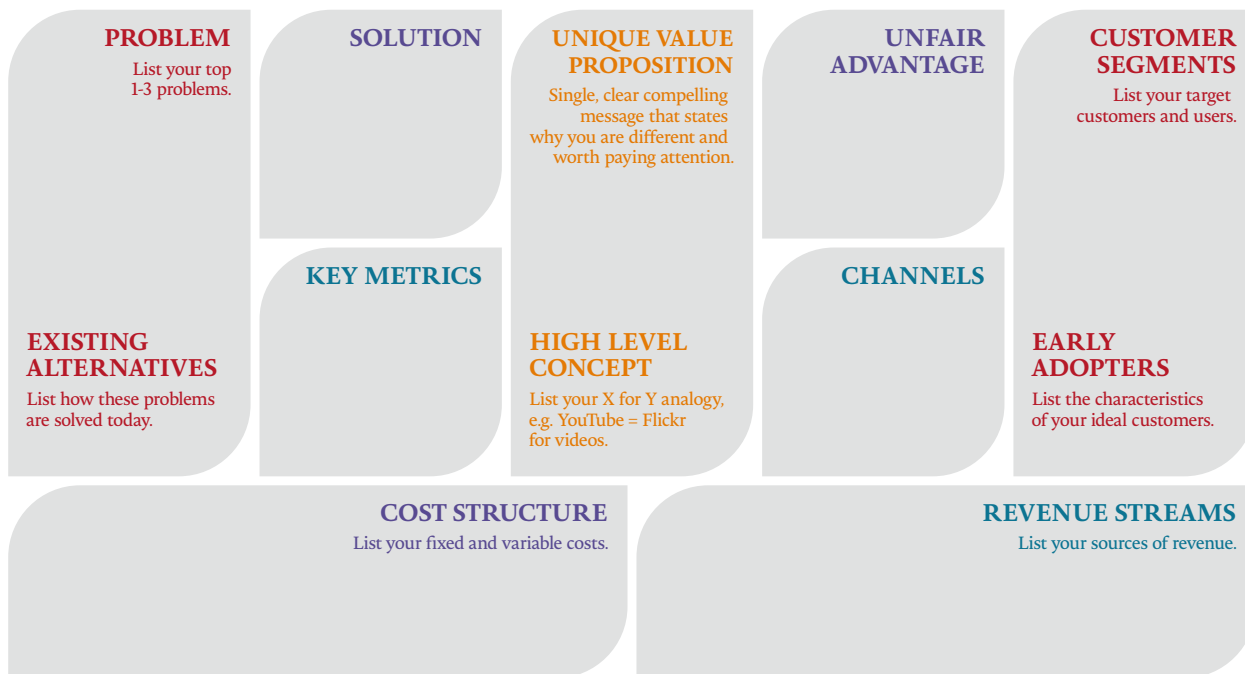 PROBLEM
List your top
1-3 problems.
EXISTING
ALTERNATIVES
List how these problems
are solved today.
SOLUTION
KEY METRICS
UNIQUE VALUE
PROPOSITION
Single, clear compelling
message that states
why you are different and
worth paying attention.
HIGH LEVEL
CONCEPT
List your X for Y analogy,
e.g. YouTube = Flickr
for videos.
UNFAIR
ADVANTAGE
CHANNELS
CUSTOMER
SEGMENTS
List your target
customers and users.
EARLY
ADOPTERS
List the characteristics
of your ideal customers.
COST STRUCTURE
List your fixed and variable costs.
REVENUE STREAMS
List your sources of revenue.